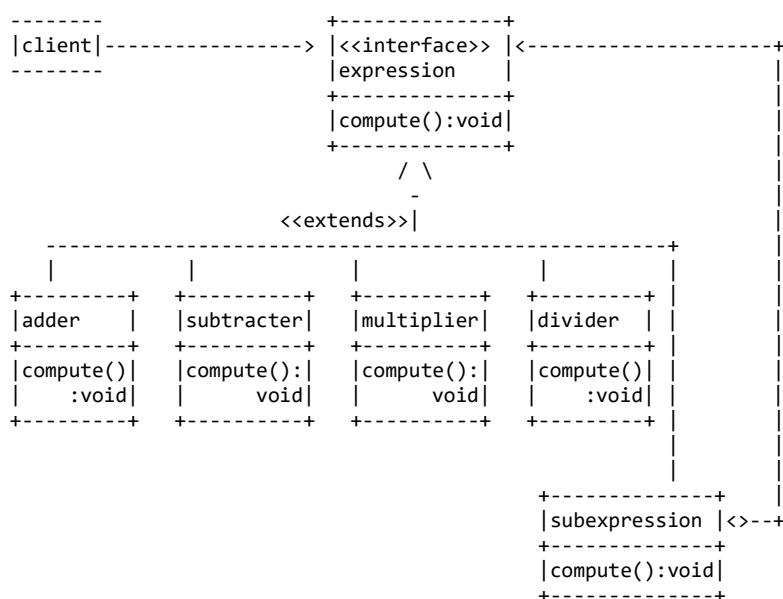 client
<<interface>>
expression
compute():void
<<extends>>
adder subtracter multiplier divider
compute() compute(): compute(): compute()
:void void void :void
subexpression
compute():void